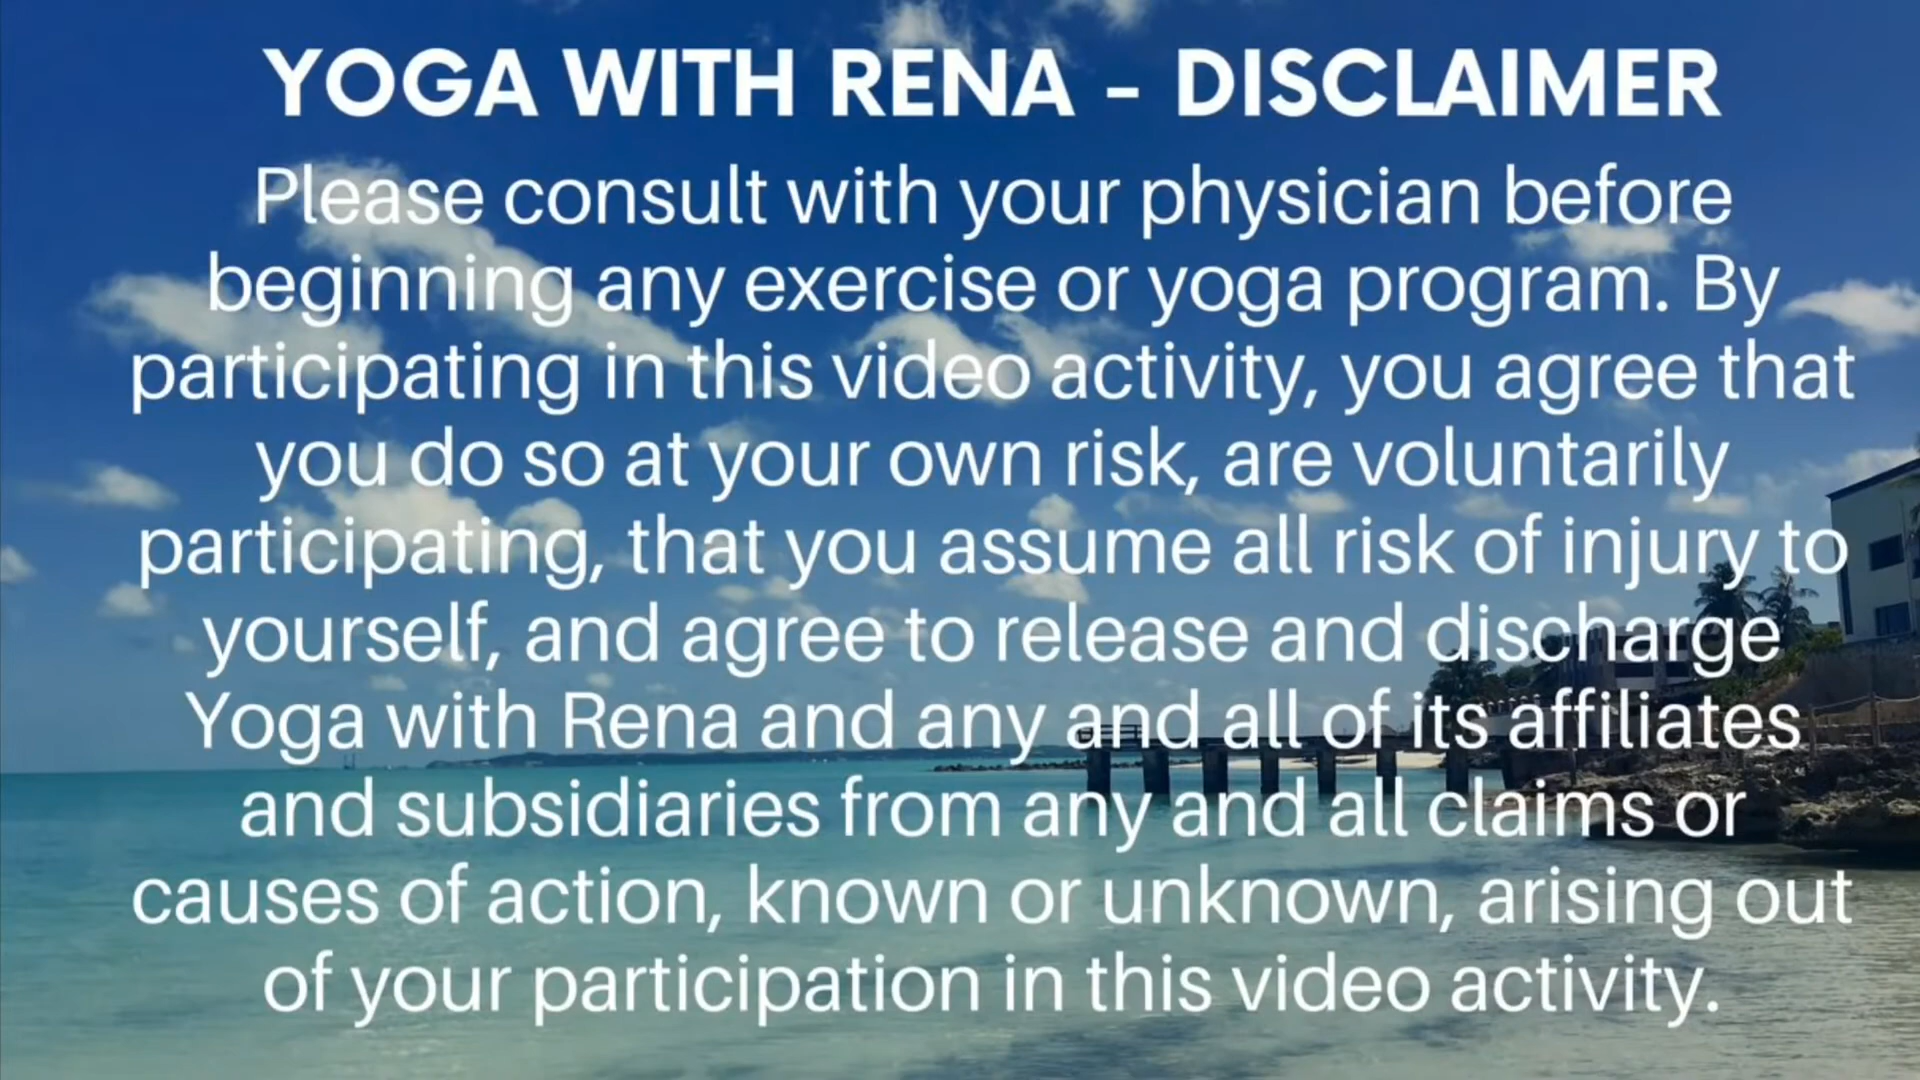 YOGA WITH RENA - DISCLAIMER
Please consult with your physician before
beginning any exercise or yoga program. By
participating in this video activity, you agree that
you do so at your own risk, are voluntarily
participating, that you assume all risk of injury to
yourself, and agree to release and discharge
Yoga with Rena and any and all of its affiliates
and subsidiaries from any and all claims or
causes of action, known or unknown, arising out
of your participation in this video activity.